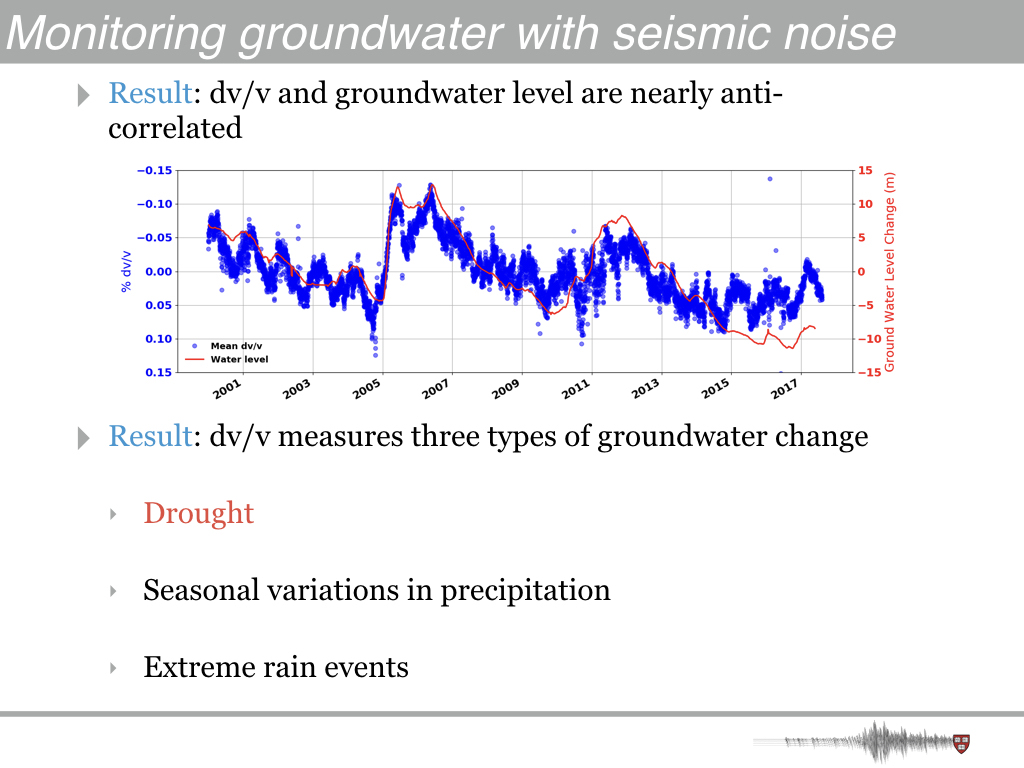 Monitoring groundwater with seismic noise
Result: dv/v and groundwater level are nearly anti-
correlated
−0.15
−0.10
−0.05
0.00
0.05
0.10
0.15
% dv/v
Mean dv/v
Water level
15
10
5
0
−5
−10
−15
Ground Water Level Change (m)
2001
2003
2005
2007
2009
2011
2013
2015
2017
Result: dv/v measures three types of groundwater change
Drought
Seasonal variations in precipitation
Extreme rain events